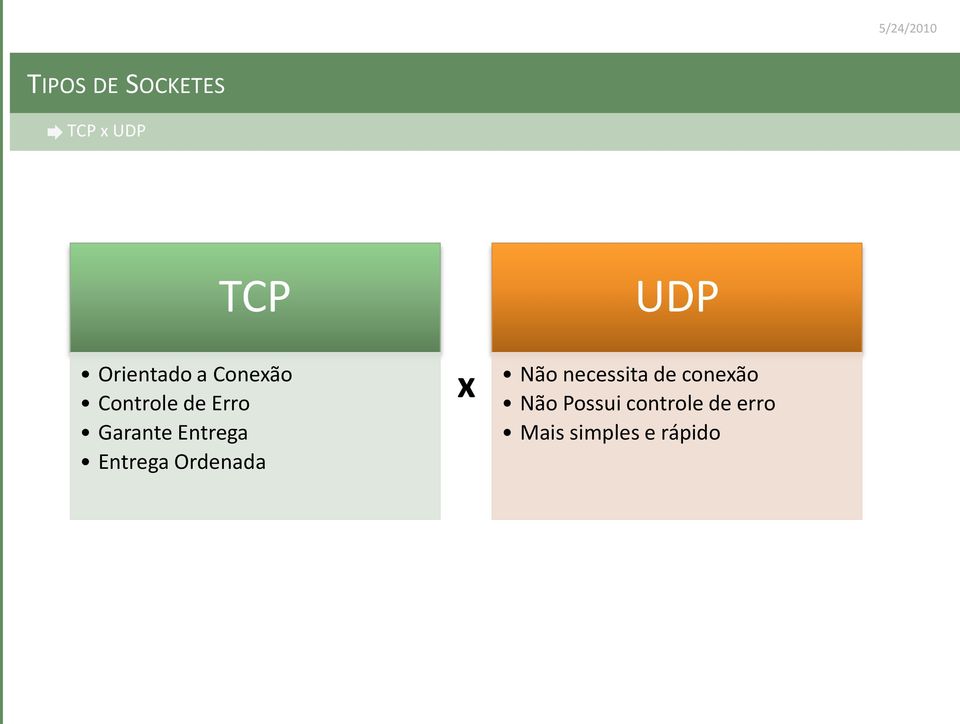 5/24/2010
TIPOS DE SOCKETES
TCP x UDP
TCP
• Orientado a Conexão
• Controle de Erro
• Garante Entrega
• Entrega Ordenada
x
UDP
• Não necessita de conexão
• Não Possui controle de erro
• Mais simples e rápido